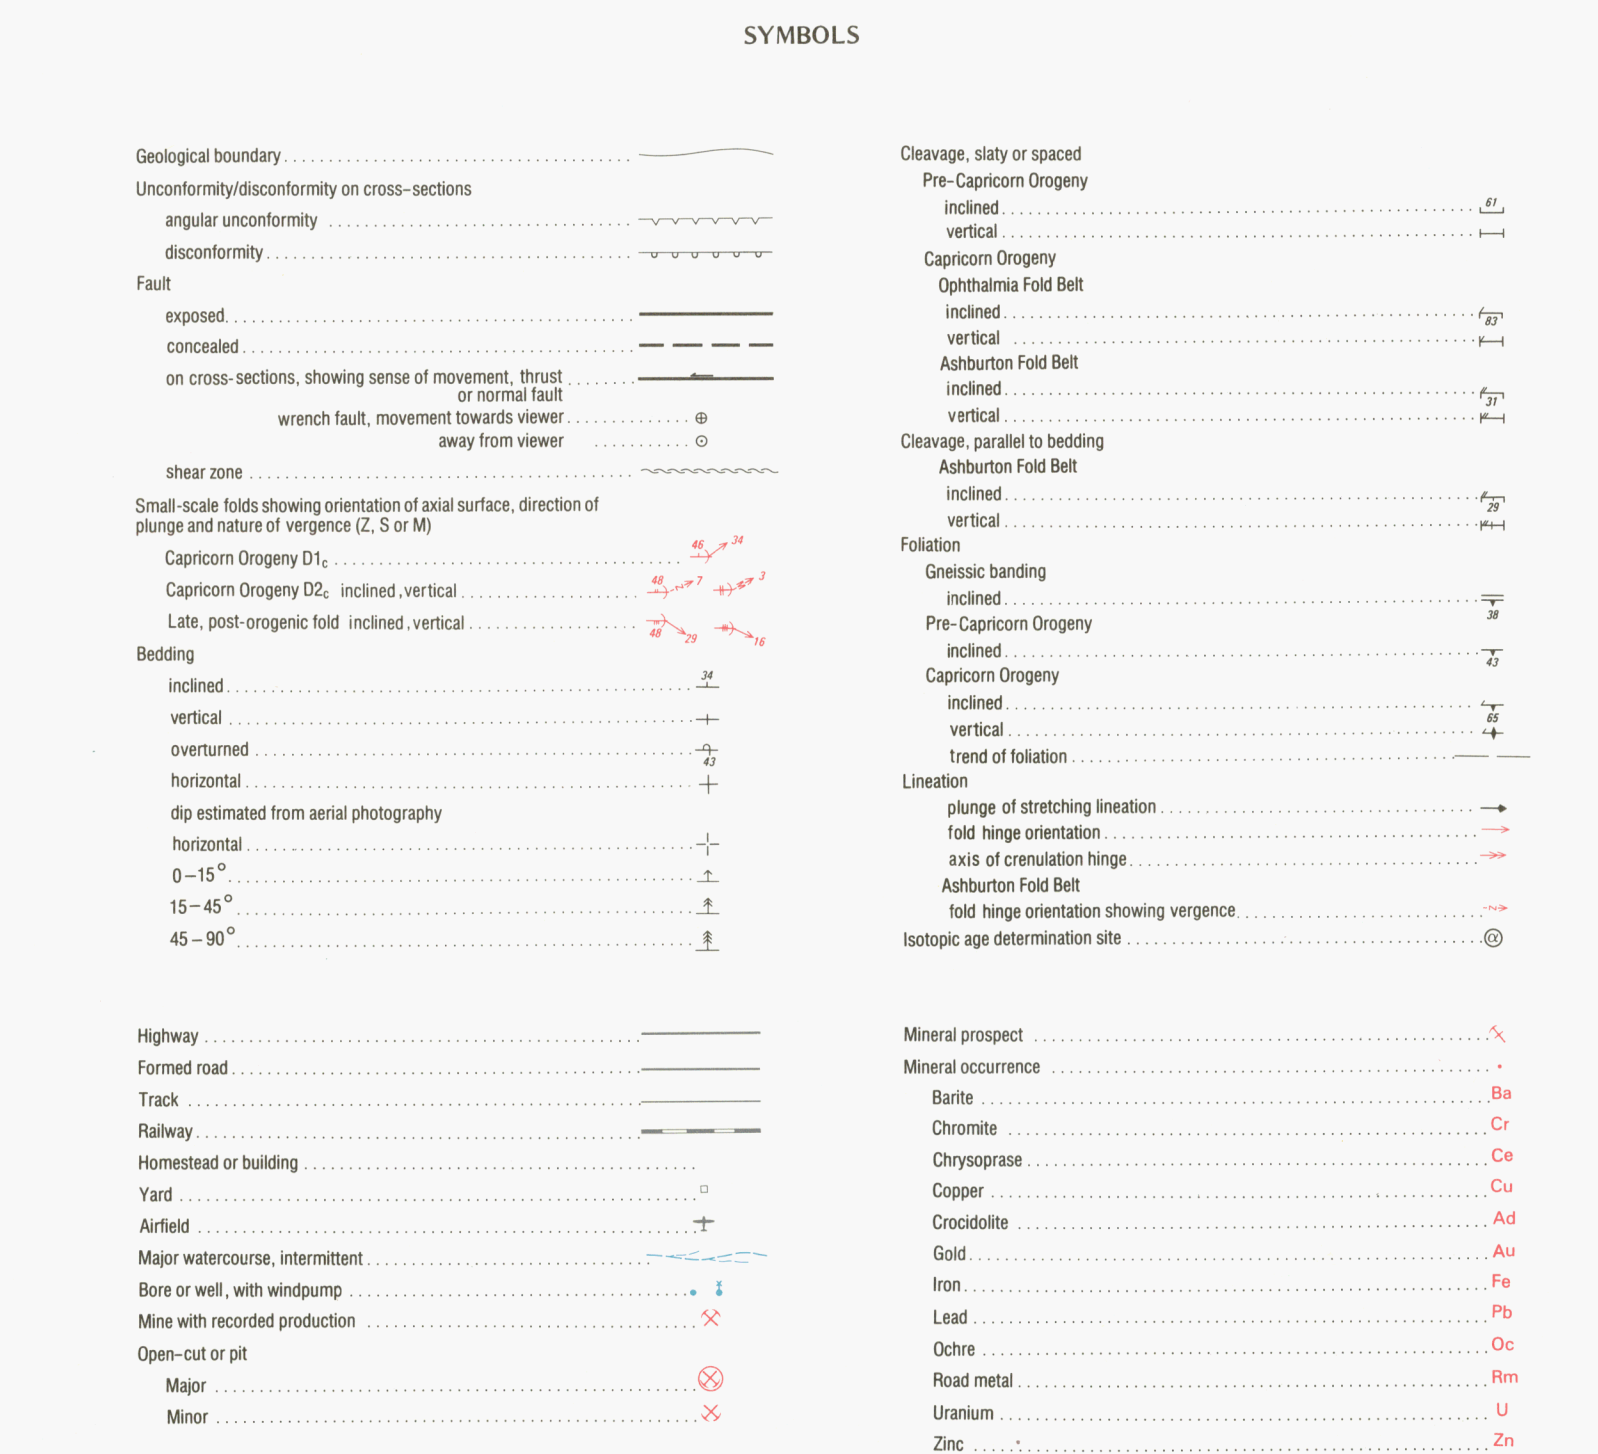 SYMBOLS
Geological boundary
Unconformity/disconformity on cross-sections
angular unconformity
disconformity
Fault
exposed
concealed
on cross-sections, showing sense of movement, thrust
or normal fault
wrench fault, movement towards viewer
away from viewer
shear zone
Small-scale folds showing orientation of axial surface, direction of
plunge and nature of vergence (Z, S or M)
Capricorn Orogeny D1c 46 34
Capricorn Orogeny D2c inclined, vertical 48 Z 7 M 3
Late, post-orogenic fold inclined, vertical 48 29 16
Bedding
inclined 34
vertical
overturned 43
horizontal
dip estimated from aerial photography
horizontal
0–15°
15–45°
45–90°
Cleavage, slaty or spaced
Pre-Capricorn Orogeny
inclined 61
vertical
Capricorn Orogeny
Ophthalmia Fold Belt
inclined 83
vertical
Ashburton Fold Belt
inclined 31
vertical
Cleavage, parallel to bedding
Ashburton Fold Belt
inclined 29
vertical
Foliation
Gneissic banding
inclined 38
Pre-Capricorn Orogeny
inclined 43
Capricorn Orogeny
inclined 65
vertical
trend of foliation
Lineation
plunge of stretching lineation
fold hinge orientation
axis of crenulation hinge
Ashburton Fold Belt
fold hinge orientation showing vergence Z
Isotopic age determination site α
Highway
Formed road
Track
Railway
Homestead or building
Yard
Airfield
Major watercourse, intermittent
Bore or well, with windpump
Mine with recorded production
Open-cut or pit
Major
Minor
Mineral prospect
Mineral occurrence
Barite Ba
Chromite Cr
Chrysoprase Ce
Copper Cu
Crocidolite Ad
Gold Au
Iron Fe
Lead Pb
Ochre Oc
Road metal Rm
Uranium U
Zinc Zn